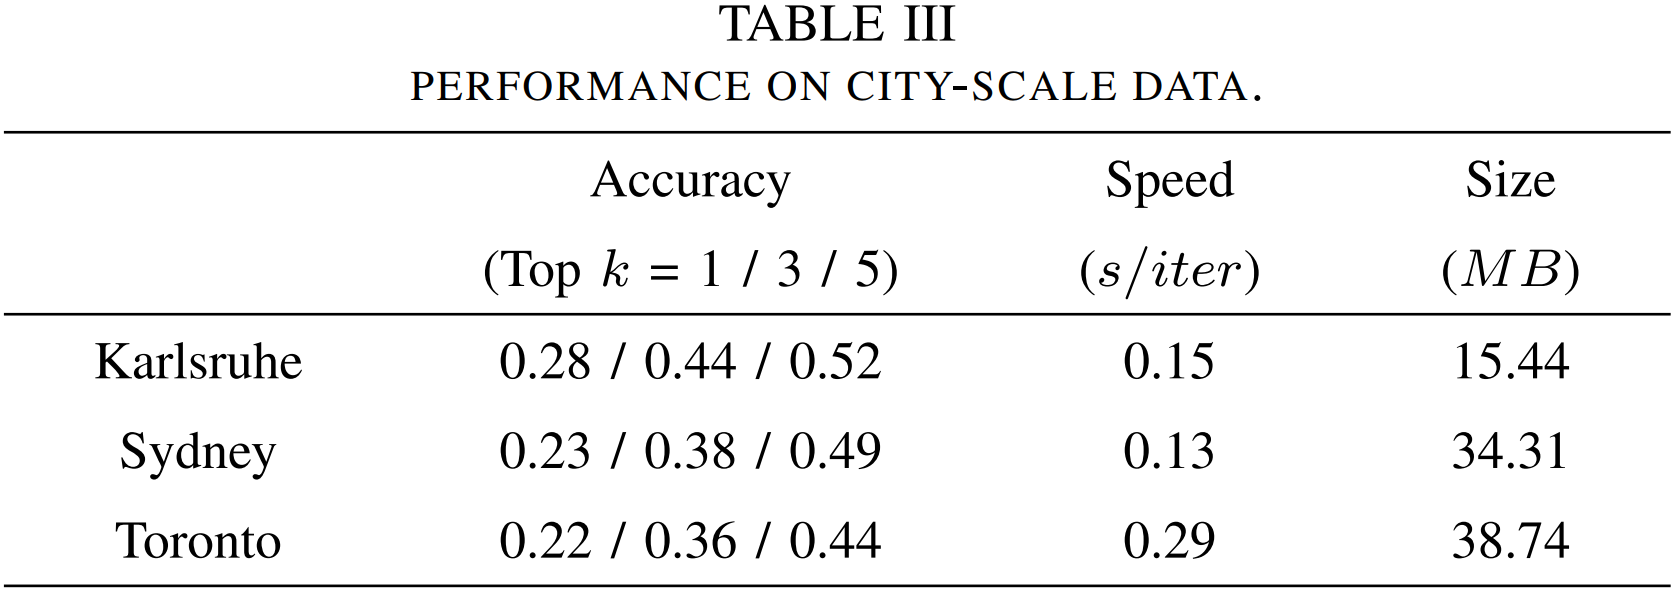 TABLE III
PERFORMANCE ON CITY-SCALE DATA.
Accuracy Speed Size
(Top k = 1 / 3 / 5) (s/iter) (MB)
Karlsruhe 0.28 / 0.44 / 0.52 0.15 15.44
Sydney 0.23 / 0.38 / 0.49 0.13 34.31
Toronto 0.22 / 0.36 / 0.44 0.29 38.74